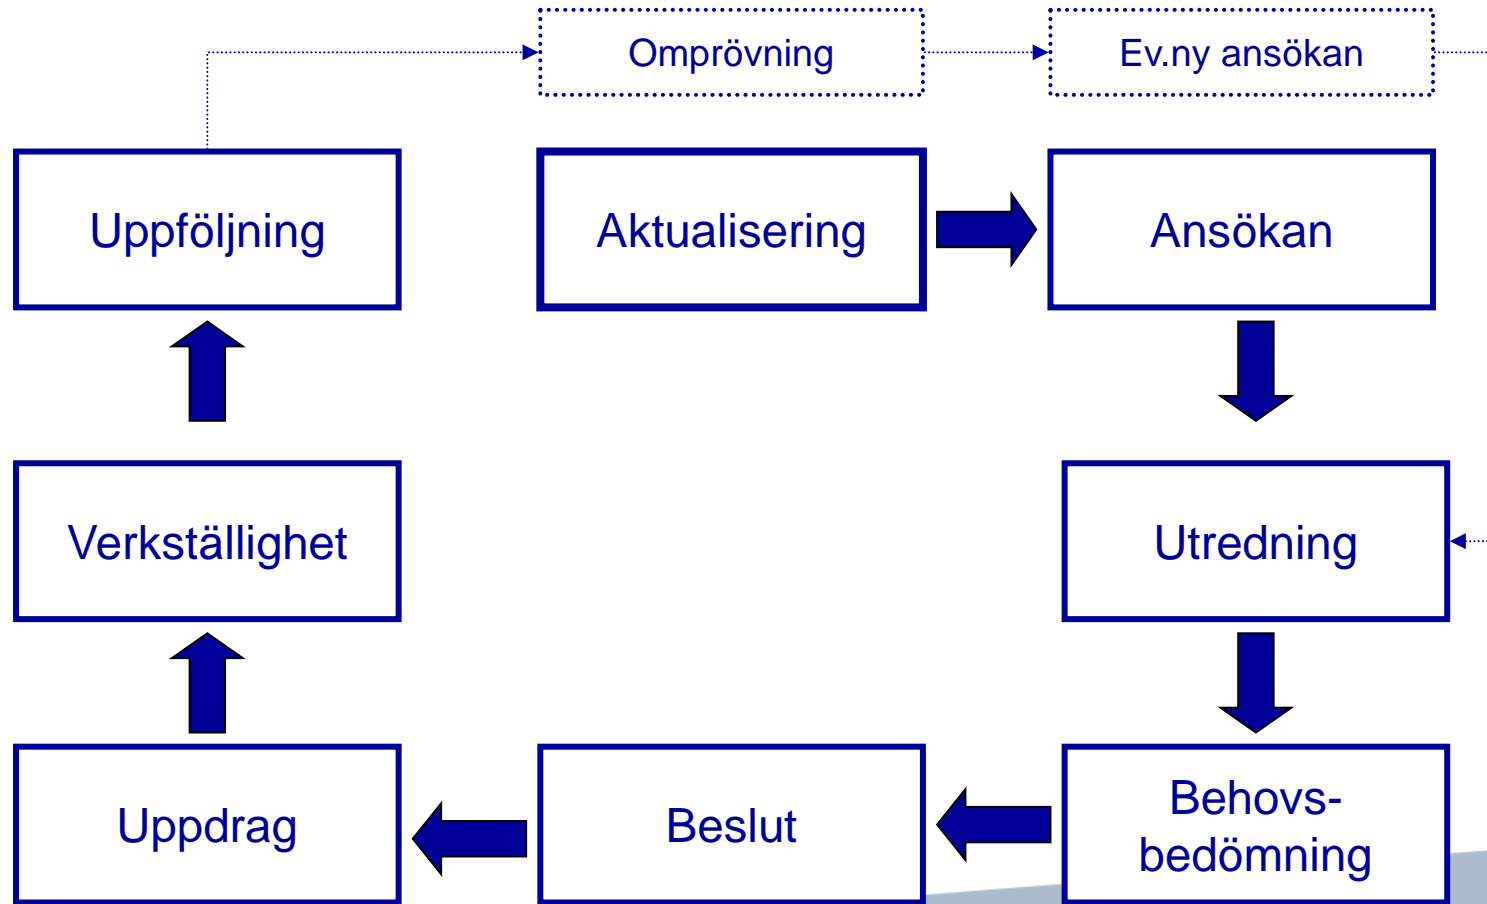 Omprövning
Ev.ny ansökan
Uppföljning
Aktualisering
Ansökan
Verkställighet
Utredning
Uppdrag
Beslut
Behovs-
bedömning